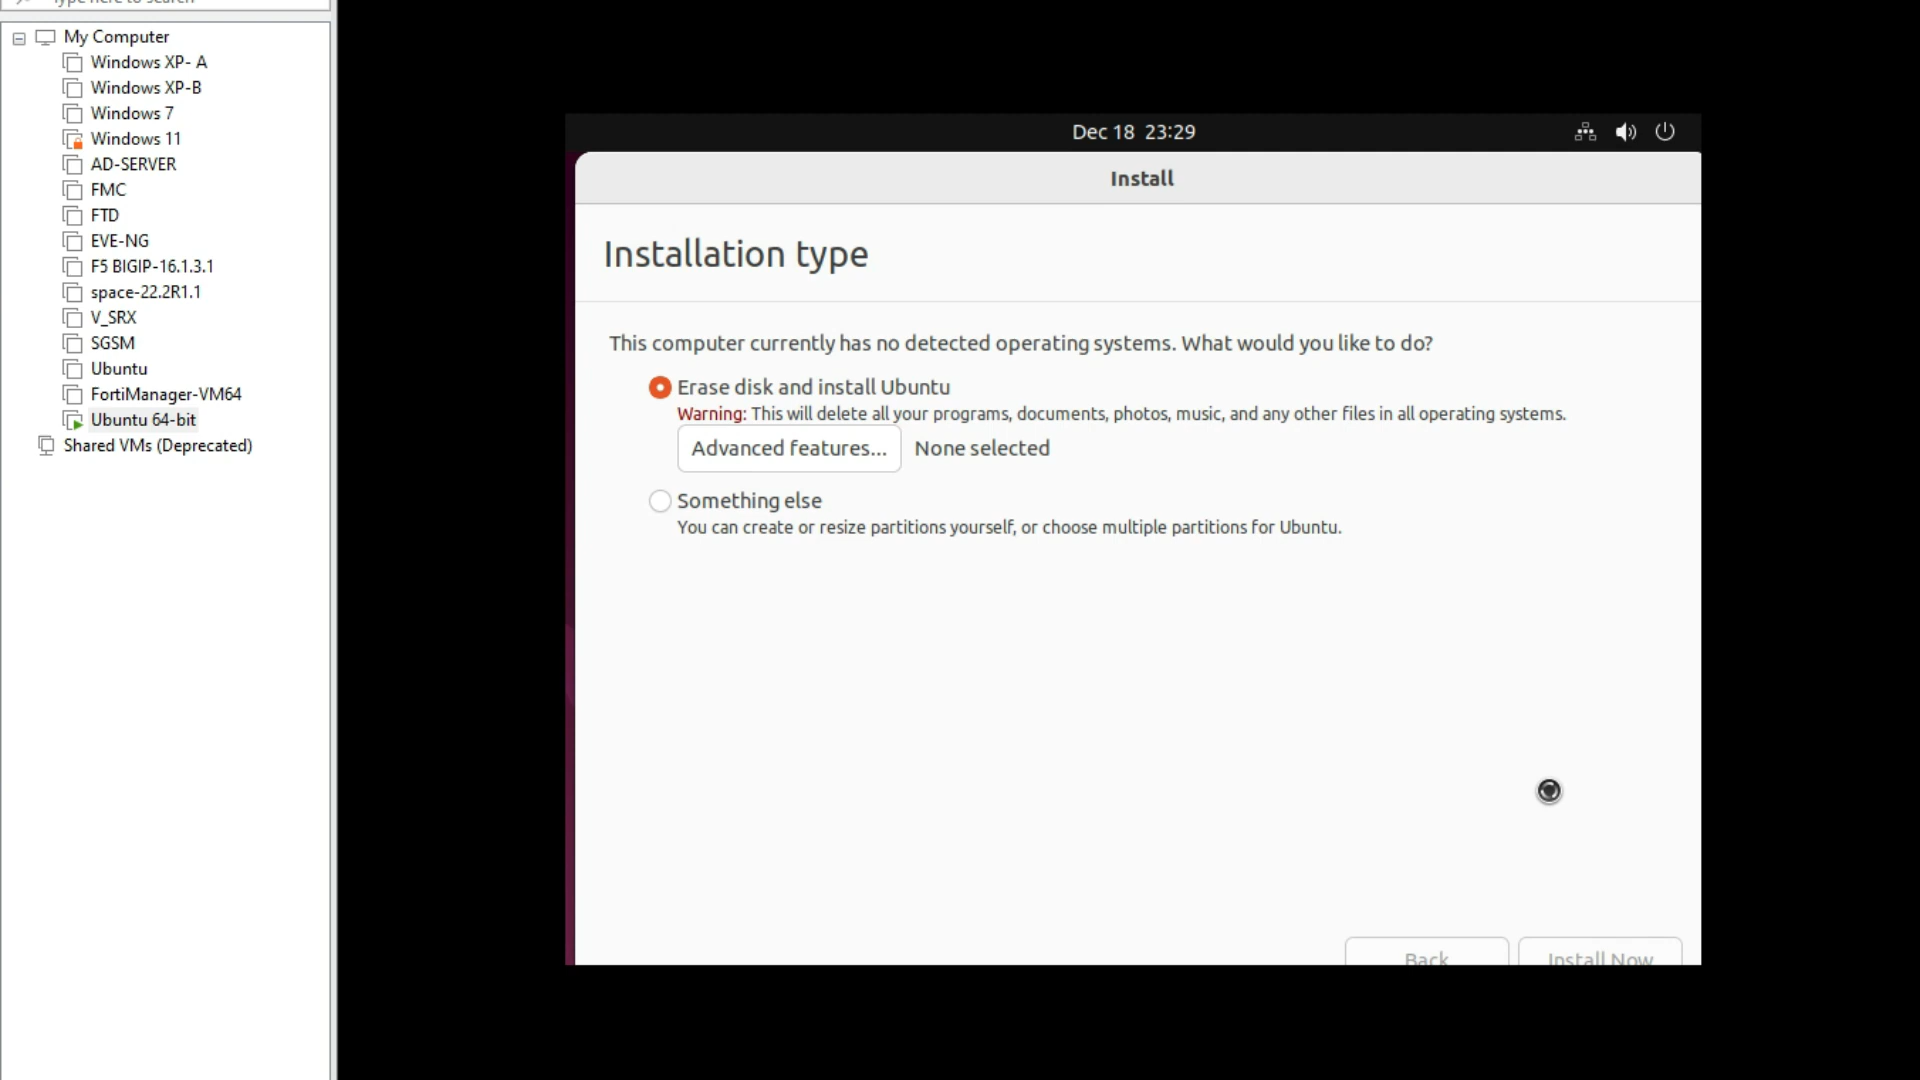 Type here to search
My Computer
Windows XP- A
Windows XP-B
Windows 7
Windows 11
AD-SERVER
FMC
FTD
EVE-NG
F5 BIGIP-16.1.3.1
space-22.2R1.1
V_SRX
SGSM
Ubuntu
FortiManager-VM64
Ubuntu 64-bit
Shared VMs (Deprecated)
Dec 18 23:29
Install
Installation type
This computer currently has no detected operating systems. What would you like to do?
Erase disk and install Ubuntu
Warning: This will delete all your programs, documents, photos, music, and any other files in all operating systems.
Advanced features... None selected
Something else
You can create or resize partitions yourself, or choose multiple partitions for Ubuntu.
Back Install Now